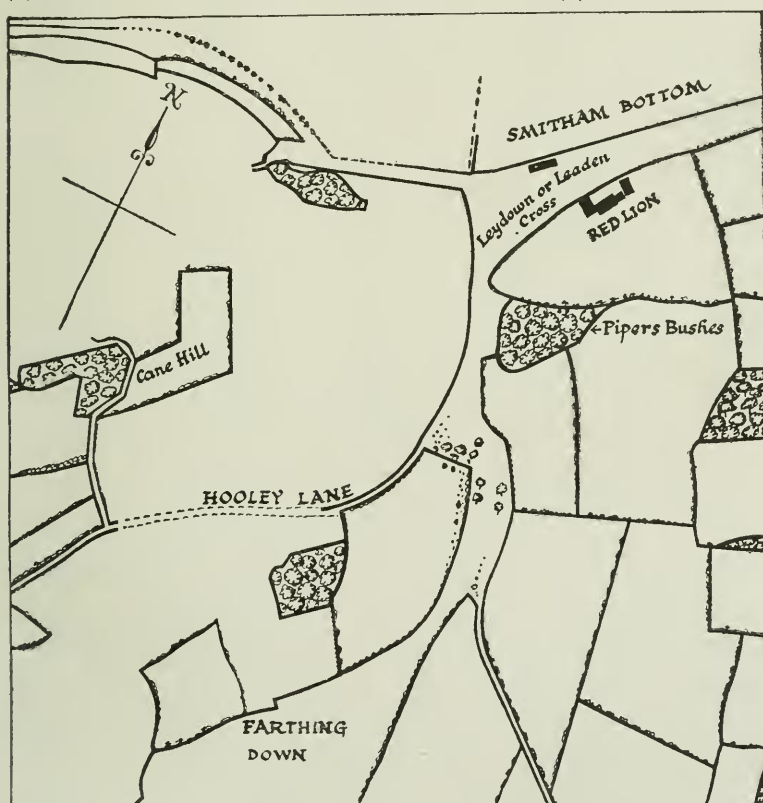 N
SMITHAM BOTTOM
Leydown or Leaden
Cross
RED LION
←Pipers Bushes
Cane Hill
HOOLEY LANE
FARTHING
DOWN